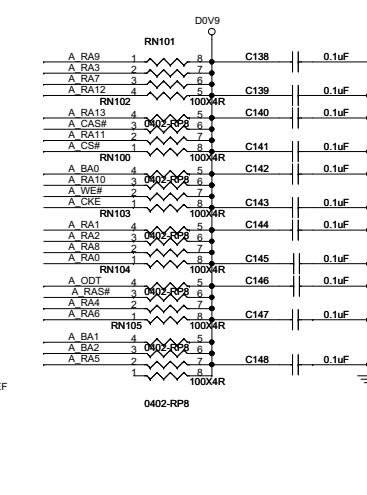 D0V9
RN101
A_RA9 1 8 C138 0.1uF
A_RA3 2 7
A_RA7 3 6
A_RA12 4 5 C139 0.1uF
RN102 100X4R
A_RA13 4 5 C140 0.1uF
A_CAS# 3 0402-RP8 6
A_RA11 2 7
A_CS# 1 8 C141 0.1uF
RN100 100X4R
A_BA0 4 5 C142 0.1uF
A_RA10 3 6
A_WE# 2 7
A_CKE 1 8 C143 0.1uF
RN103 100X4R
A_RA1 4 5 C144 0.1uF
A_RA2 3 0402-RP8 6
A_RA8 2 7
A_RA0 1 8 C145 0.1uF
RN104 100X4R
A_ODT 4 5 C146 0.1uF
A_RAS# 3 0402-RP8 6
A_RA4 2 7
A_RA6 1 8 C147 0.1uF
RN105 100X4R
A_BA1 4 5
A_BA2 3 0402-RP8 6
A_RA5 2 7 C148 0.1uF
1 8
100X4R
EF
0402-RP8